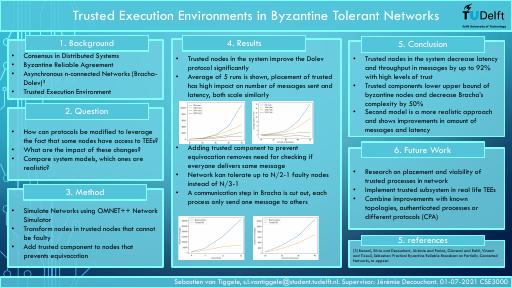 Trusted Execution Environments in Byzantine Tolerant Networks
TUDelft
1. Background
Consensus in Distributed Systems
Byzantine Reliable Agreement
Asynchronous n-connected Networks (Bracha-
Dolev)¹
Trusted Execution Environment
2. Question
How can protocols be modified to leverage
the fact that some nodes have access to TEEs?
What are the impact of these changes?
Compare system models, which ones are
realistic?
3. Method
Simulate Networks using OMNET++ Network
Simulator
Transform nodes in trusted nodes that cannot
be faulty
Add trusted component to nodes that
prevents equivocation
4. Results
Trusted nodes in the system improve the Dolev
protocol significantly
Average of 5 runs is shown, placement of trusted
has high impact on number of messages sent and
latency, both scale similarly
Adding trusted component to prevent
equivocation removes need for checking if
everyone delivers same message
Network can tolerate up to N/2-1 faulty nodes
instead of N/3-1
A communication step in Bracha is cut out, each
process only send one message to others
5. Conclusion
Trusted nodes in the system decrease latency
and throughput in messages by up to 92%
with high levels of trust
Trusted components lower upper bound of
byzantine nodes and decrease Bracha's
complexity by 50%
Second model is a more realistic approach
and shows improvements in amount of
messages and latency
6. Future Work
Research on placement and viability of
trusted processes in network
Implement trusted subsystem in real TEEs
Combine improvements with known
topologies, authenticated processes or
different protocols (CPA)
5. references
Sebastien van Tiggele, s.l.vantiggele@student.tudelft.nl. Supervisor: Jérémie Decouchant. 01-07-2021 CSE3000